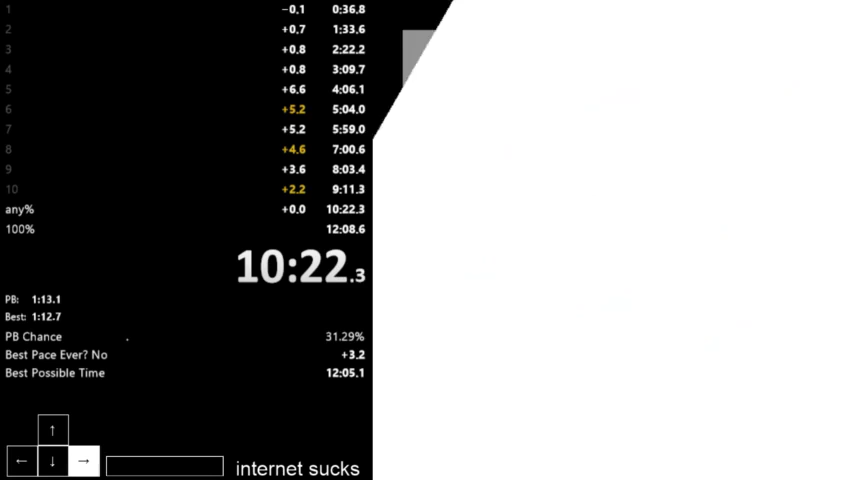 1 −0.1 0:36.8
2 +0.7 1:33.6
3 +0.8 2:22.2
4 +0.8 3:09.7
5 +6.6 4:06.1
6 +5.2 5:04.0
7 +5.2 5:59.0
8 +4.6 7:00.6
9 +3.6 8:03.4
10 +2.2 9:11.3
any% +0.0 10:22.3
100% 12:08.6
10:22.3
PB: 1:13.1
Best: 1:12.7
PB Chance 31.29%
Best Pace Ever? No +3.2
Best Possible Time 12:05.1
↑
← ↓ →
internet sucks